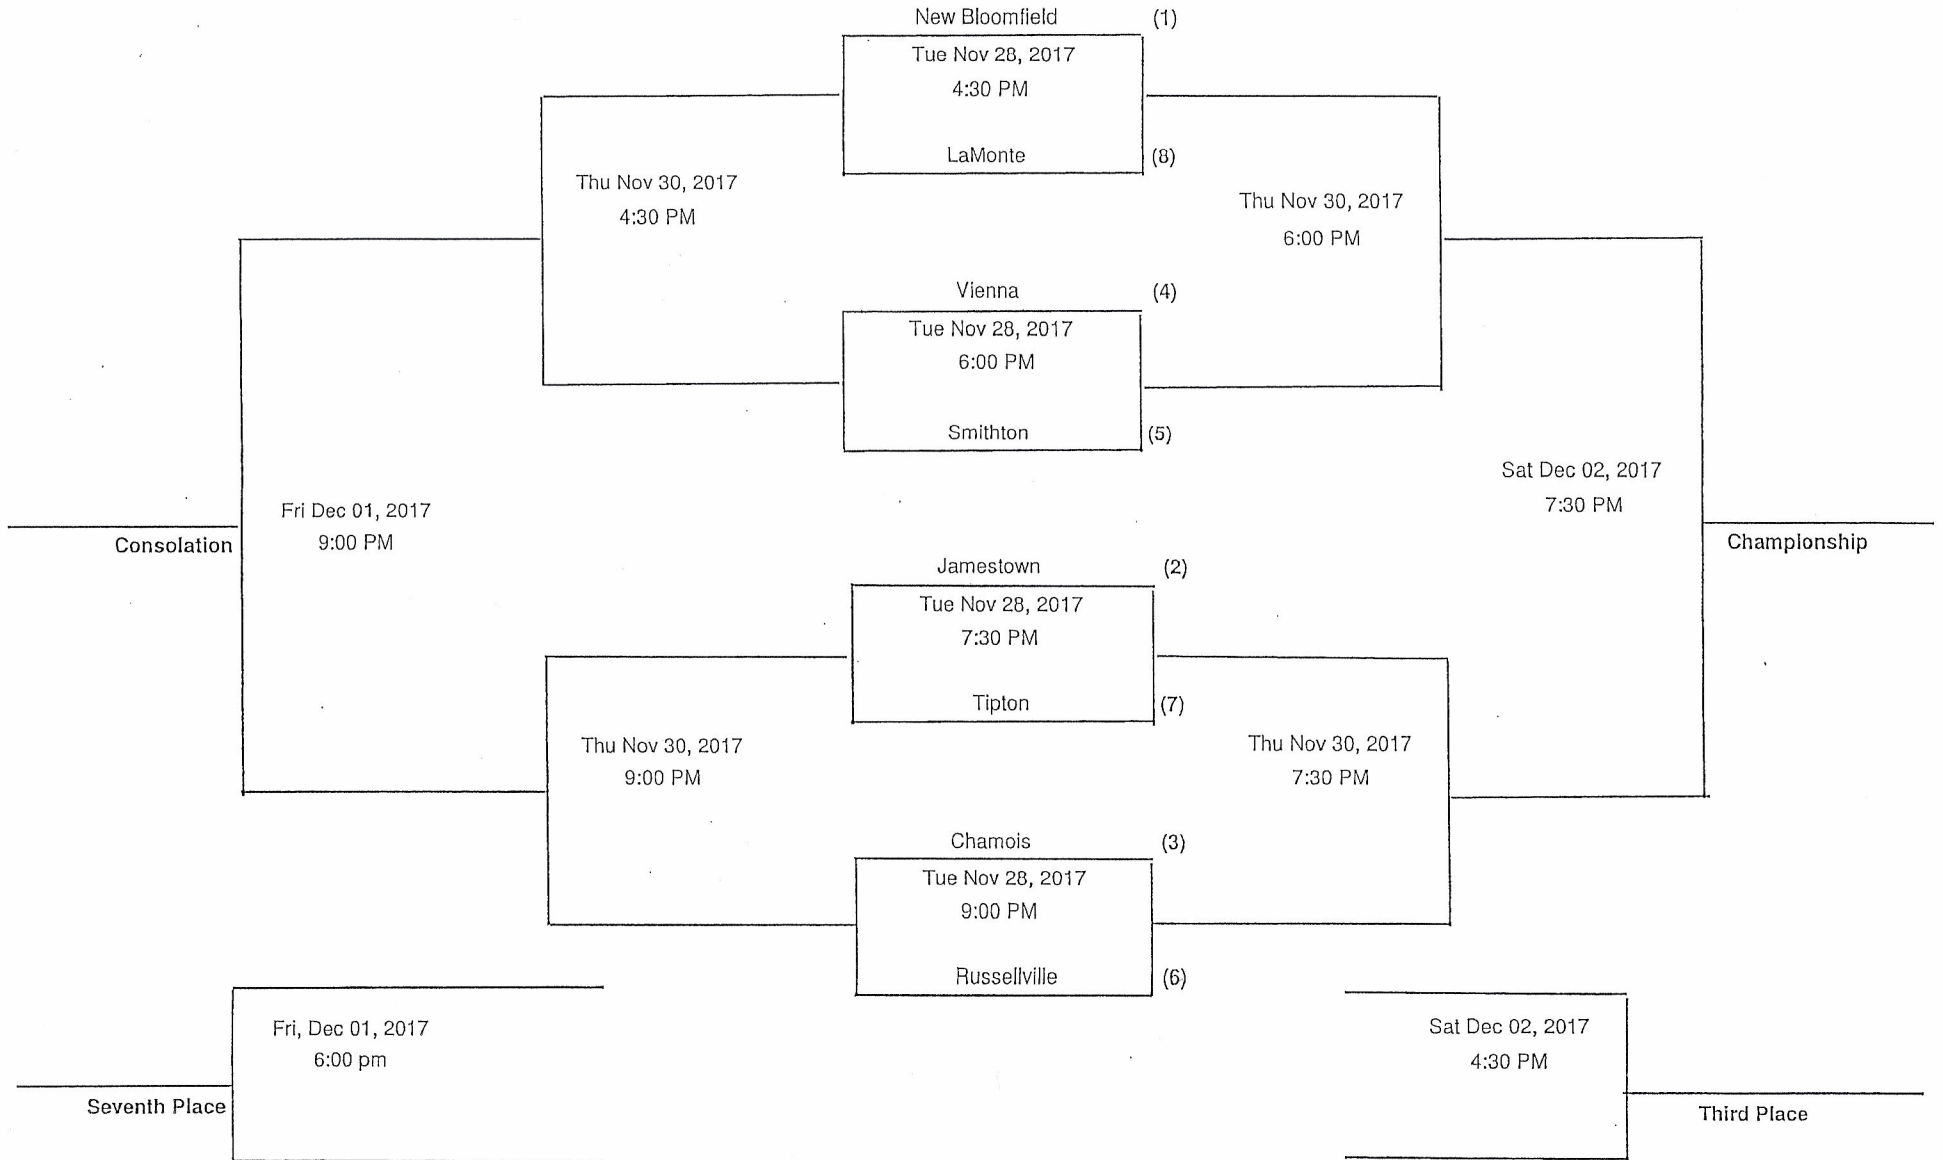 New Bloomfield (1)
Tue Nov 28, 2017
4:30 PM
LaMonte (8)
Thu Nov 30, 2017
4:30 PM
Thu Nov 30, 2017
6:00 PM
Vienna (4)
Tue Nov 28, 2017
6:00 PM
Smithton (5)
Fri Dec 01, 2017
9:00 PM
Consolation
Sat Dec 02, 2017
7:30 PM
Championship
Jamestown (2)
Tue Nov 28, 2017
7:30 PM
Tipton (7)
Thu Nov 30, 2017
9:00 PM
Thu Nov 30, 2017
7:30 PM
Chamois (3)
Tue Nov 28, 2017
9:00 PM
Russellville (6)
Fri, Dec 01, 2017
6:00 pm
Seventh Place
Sat Dec 02, 2017
4:30 PM
Third Place